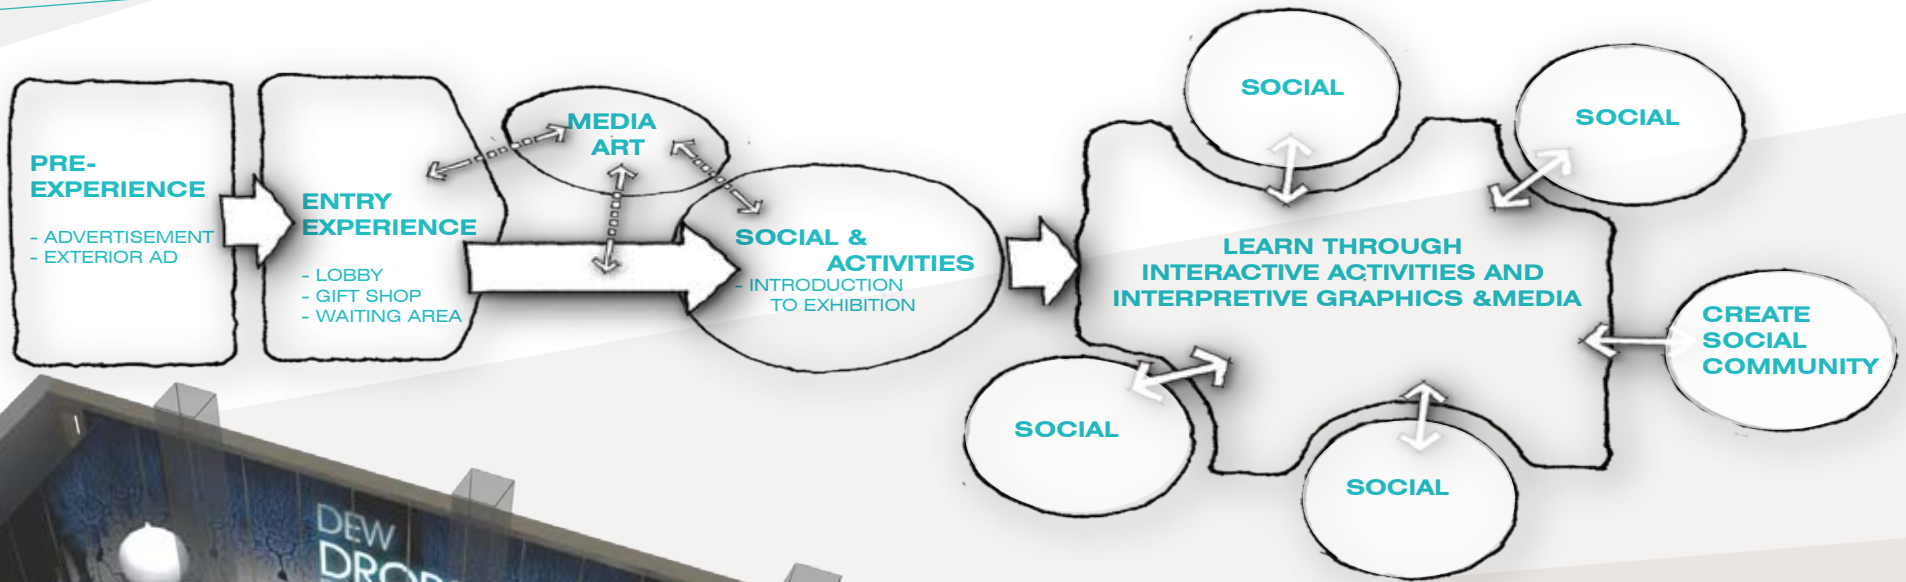 PRE-
EXPERIENCE
- ADVERTISEMENT
- EXTERIOR AD
ENTRY
EXPERIENCE
- LOBBY
- GIFT SHOP
- WAITING AREA
MEDIA
ART
SOCIAL &
ACTIVITIES
- INTRODUCTION
TO EXHIBITION
LEARN THROUGH
INTERACTIVE ACTIVITIES AND
INTERPRETIVE GRAPHICS &MEDIA
SOCIAL
SOCIAL
CREATE
SOCIAL
COMMUNITY
SOCIAL
SOCIAL
DEW